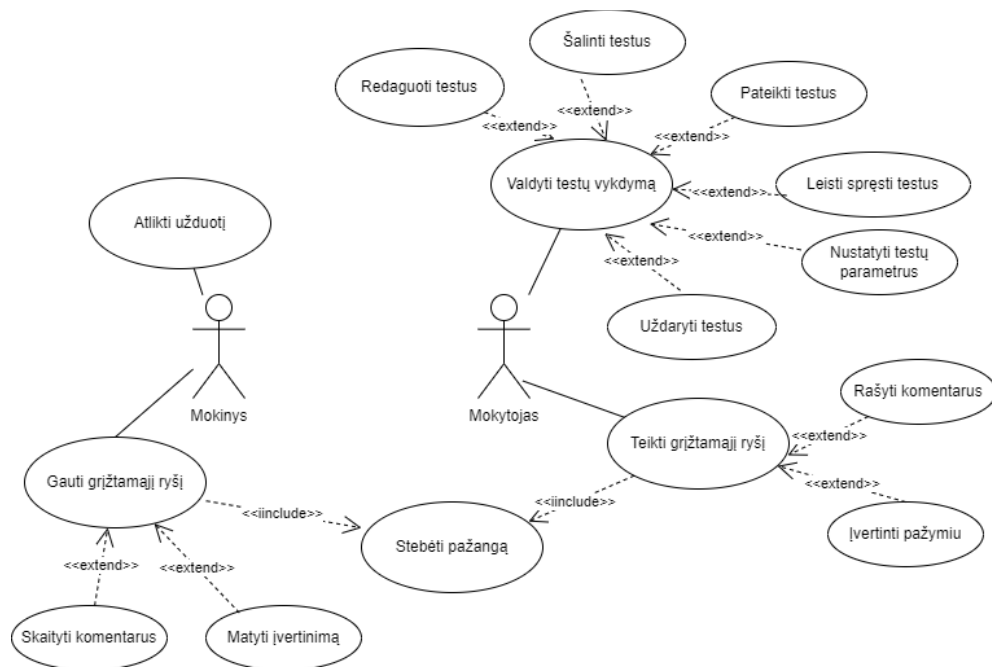 Šalinti testus
Redaguoti testus
Pateikti testus
<<extend>>
<<extend>>
<<extend>>
Valdyti testų vykdymą
Leisti spręsti testus
<<extend>>
Atlikti užduotį
<<extend>>
Nustatyti testų
parametrus
<<extend>>
Uždaryti testus
Mokinys
Mokytojas
Rašyti komentarus
<<extend>>
Teikti grįžtamąjį ryšį
Gauti grįžtamąjį ryšį
<<extend>>
<<iinclude>>
<<iinclude>>
Įvertinti pažymiu
Stebėti pažangą
<<extend>>
<<extend>>
Skaityti komentarus
Matyti įvertinimą